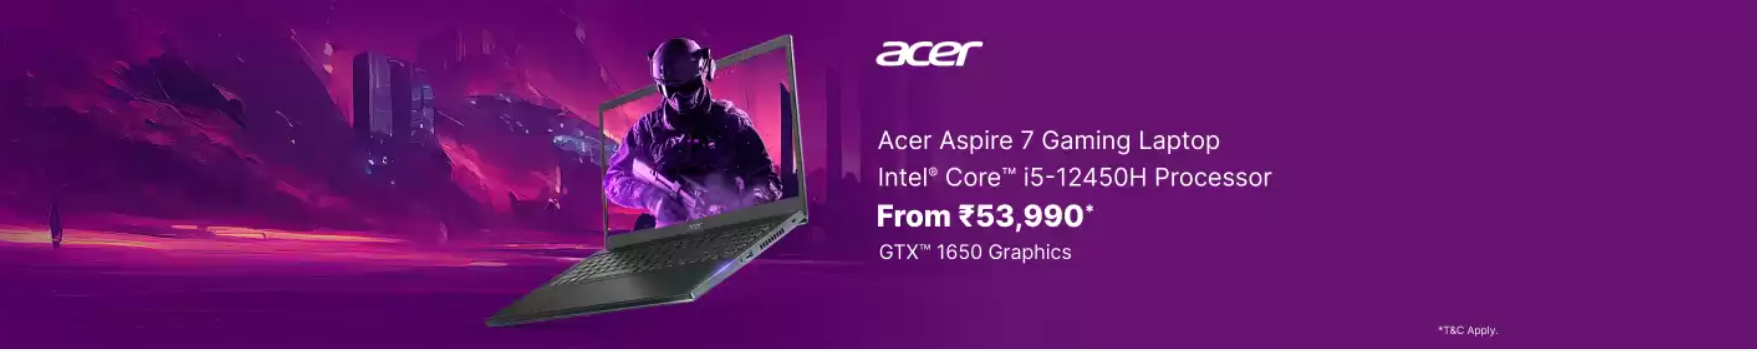 acer
Acer Aspire 7 Gaming Laptop
Intel® Core™ i5-12450H Processor
From ₹53,990*
GTX™ 1650 Graphics
*T&C Apply.